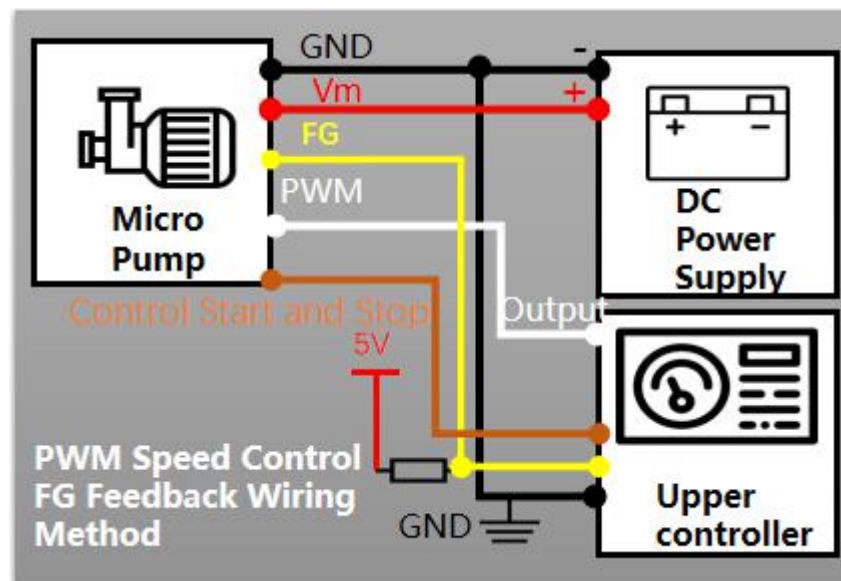 GND
-
Vm
+
FG
PWM
Micro
Pump
+ -
DC
Power
Supply
Control Start and Stop
Output
5V
PWM Speed Control
FG Feedback Wiring
Method
GND
Upper
controller